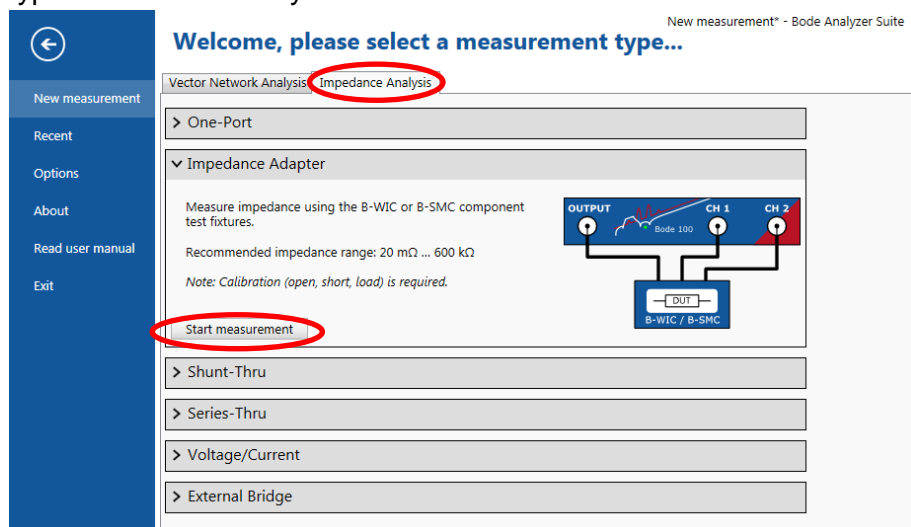 New measurement* - Bode Analyzer Suite
Welcome, please select a measurement type...
Vector Network Analysis
Impedance Analysis
New measurement
Recent
Options
About
Read user manual
Exit
One-Port
Impedance Adapter
Measure impedance using the B-WIC or B-SMC component
test fixtures.
Recommended impedance range: 20 mΩ ... 600 kΩ
Note: Calibration (open, short, load) is required.
Start measurement
OUTPUT
CH 1
CH 2
Bode 100
DUT
B-WIC / B-SMC
Shunt-Thru
Series-Thru
Voltage/Current
External Bridge